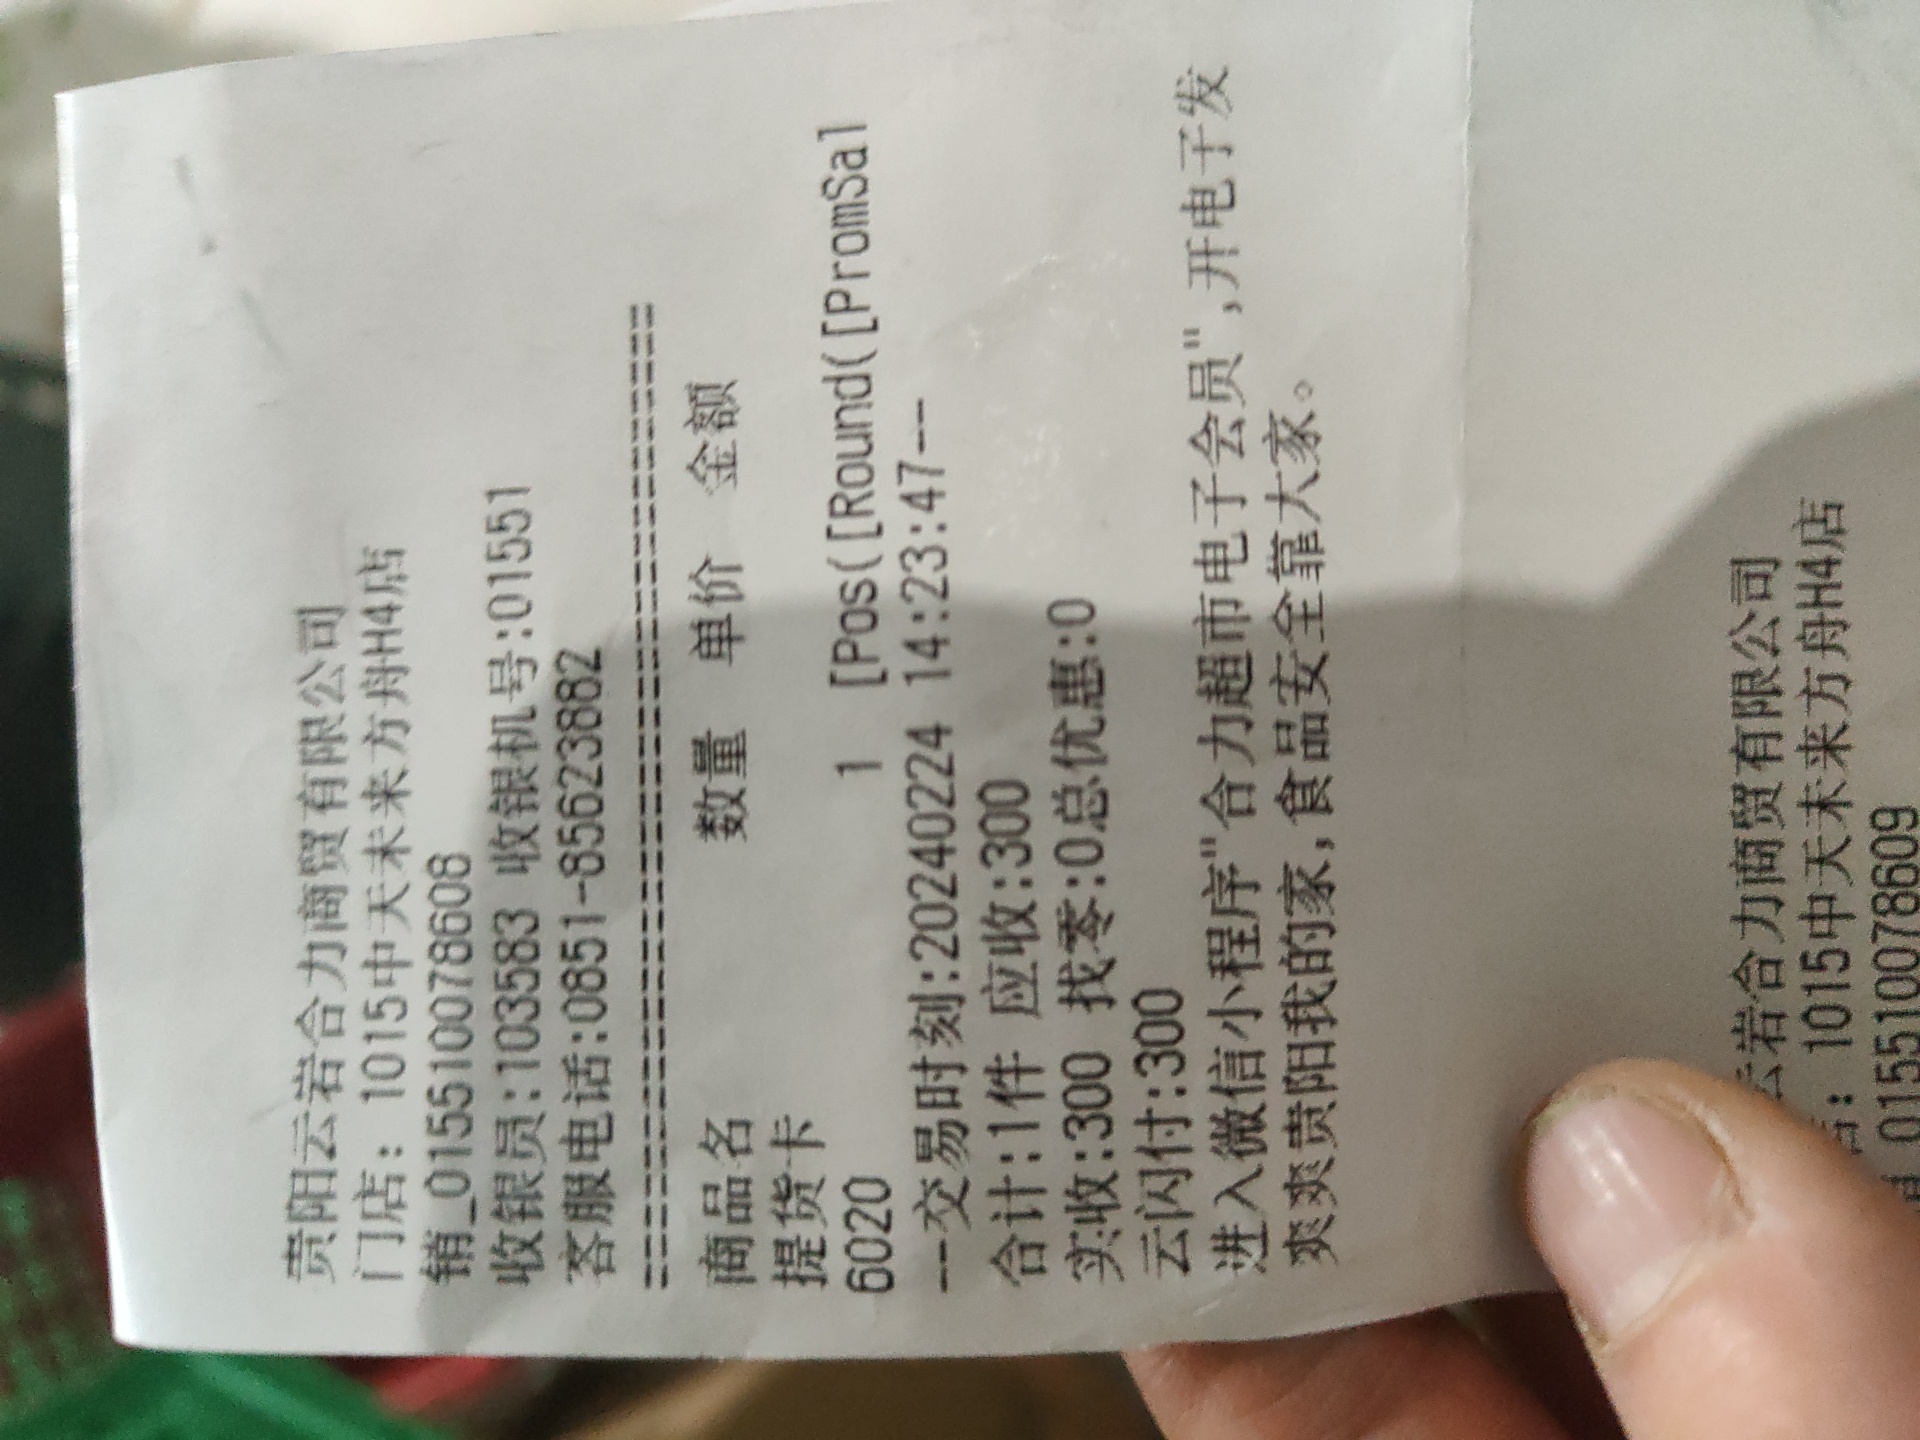 贵阳云岩合力商贸有限公司
门店: 1015中天未来方舟H4店
销_0155100786​08
收银员:103583 收银机号:01551
客服电话:0851-85623882
商品名 数量 单价 金额
提货卡
6020 1 [Pos([Round([PromSal
--交易时刻:20240224 14:23:47--
合计:1件 应收:300
实收:300 找零:0总优惠:0
云闪付:300
进入微信小程序"合力超市电子会员",开电子发
爽爽贵阳我的家,食品安全靠大家。
云岩合力商贸有限公司
店: 1015中天未来方舟H4店
015510078609